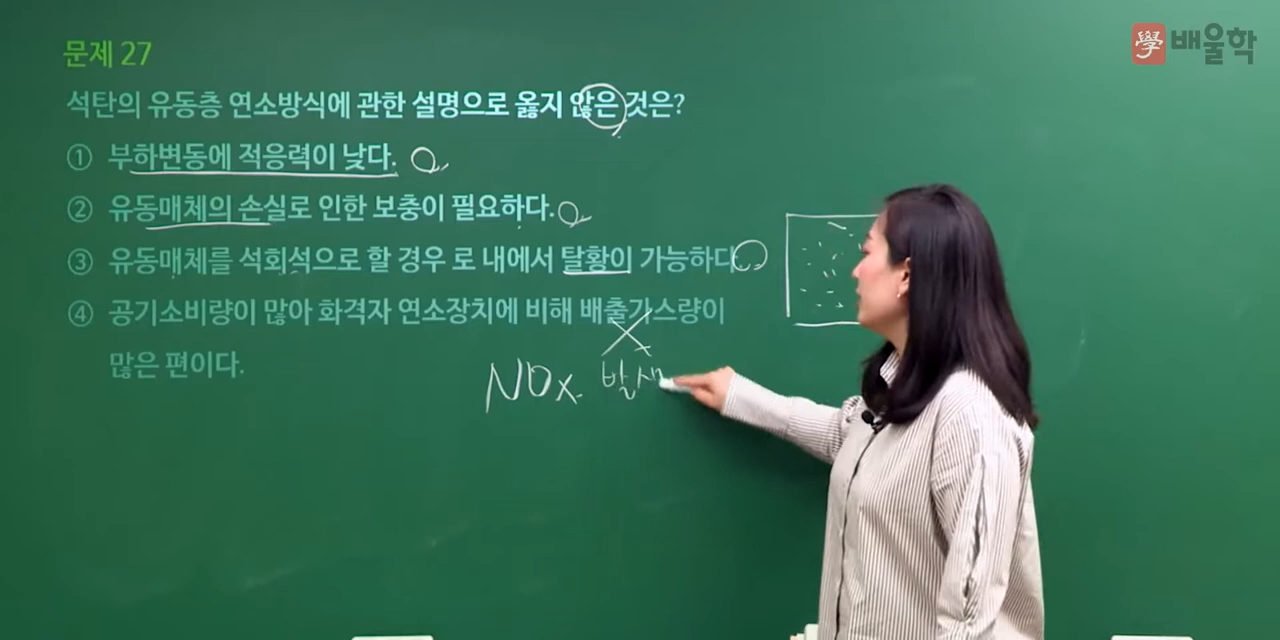 學 배울학
문제 27
석탄의 유동층 연소방식에 관한 설명으로 옳지 않은 것은?
① 부하변동에 적응력이 낮다.
② 유동매체의 손실로 인한 보충이 필요하다.
③ 유동매체를 석회석으로 할 경우 로 내에서 탈황이 가능하다.
④ 공기소비량이 많아 화격자 연소장치에 비해 배출가스량이
많은 편이다.
NOx 발생